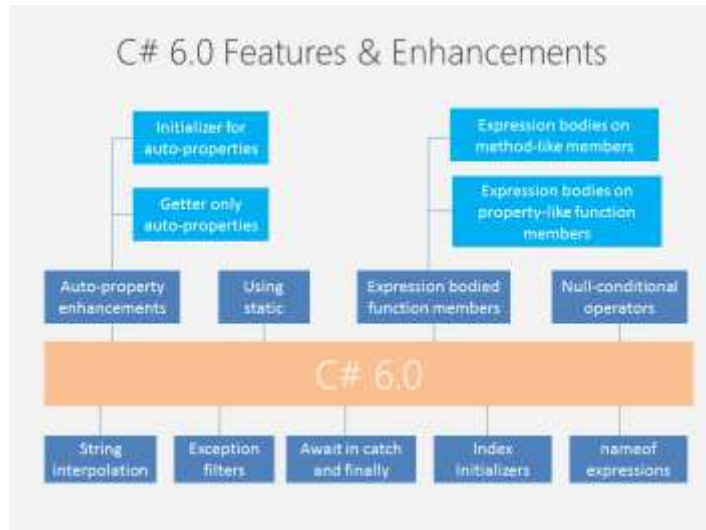 C# 6.0 Features & Enhancements
Initializer for
auto-properties
Getter only
auto-properties
Expression bodies on
method-like members
Expression bodies on
property-like function
members
Auto-property
enhancements
Using
static
Expression bodied
function members
Null-conditional
operators
C# 6.0
String
interpolation
Exception
filters
Await in catch
and finally
Index
Initializers
nameof
expressions